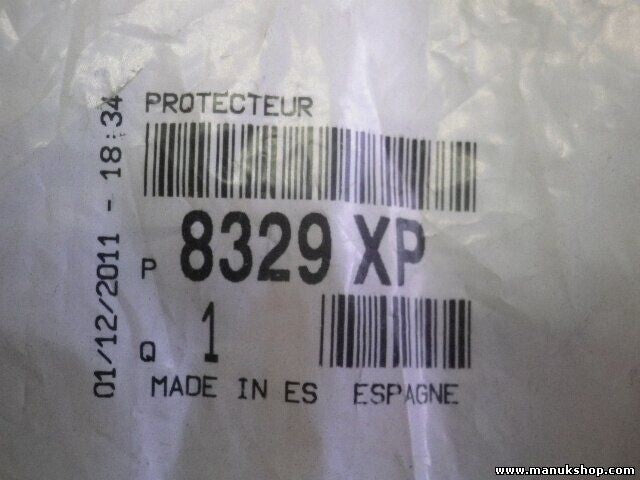 PROTECTEUR
01/12/2011 - 18:34
P 8329 XP
Q 1
MADE IN ES ESPAGNE
www.manukshop.com